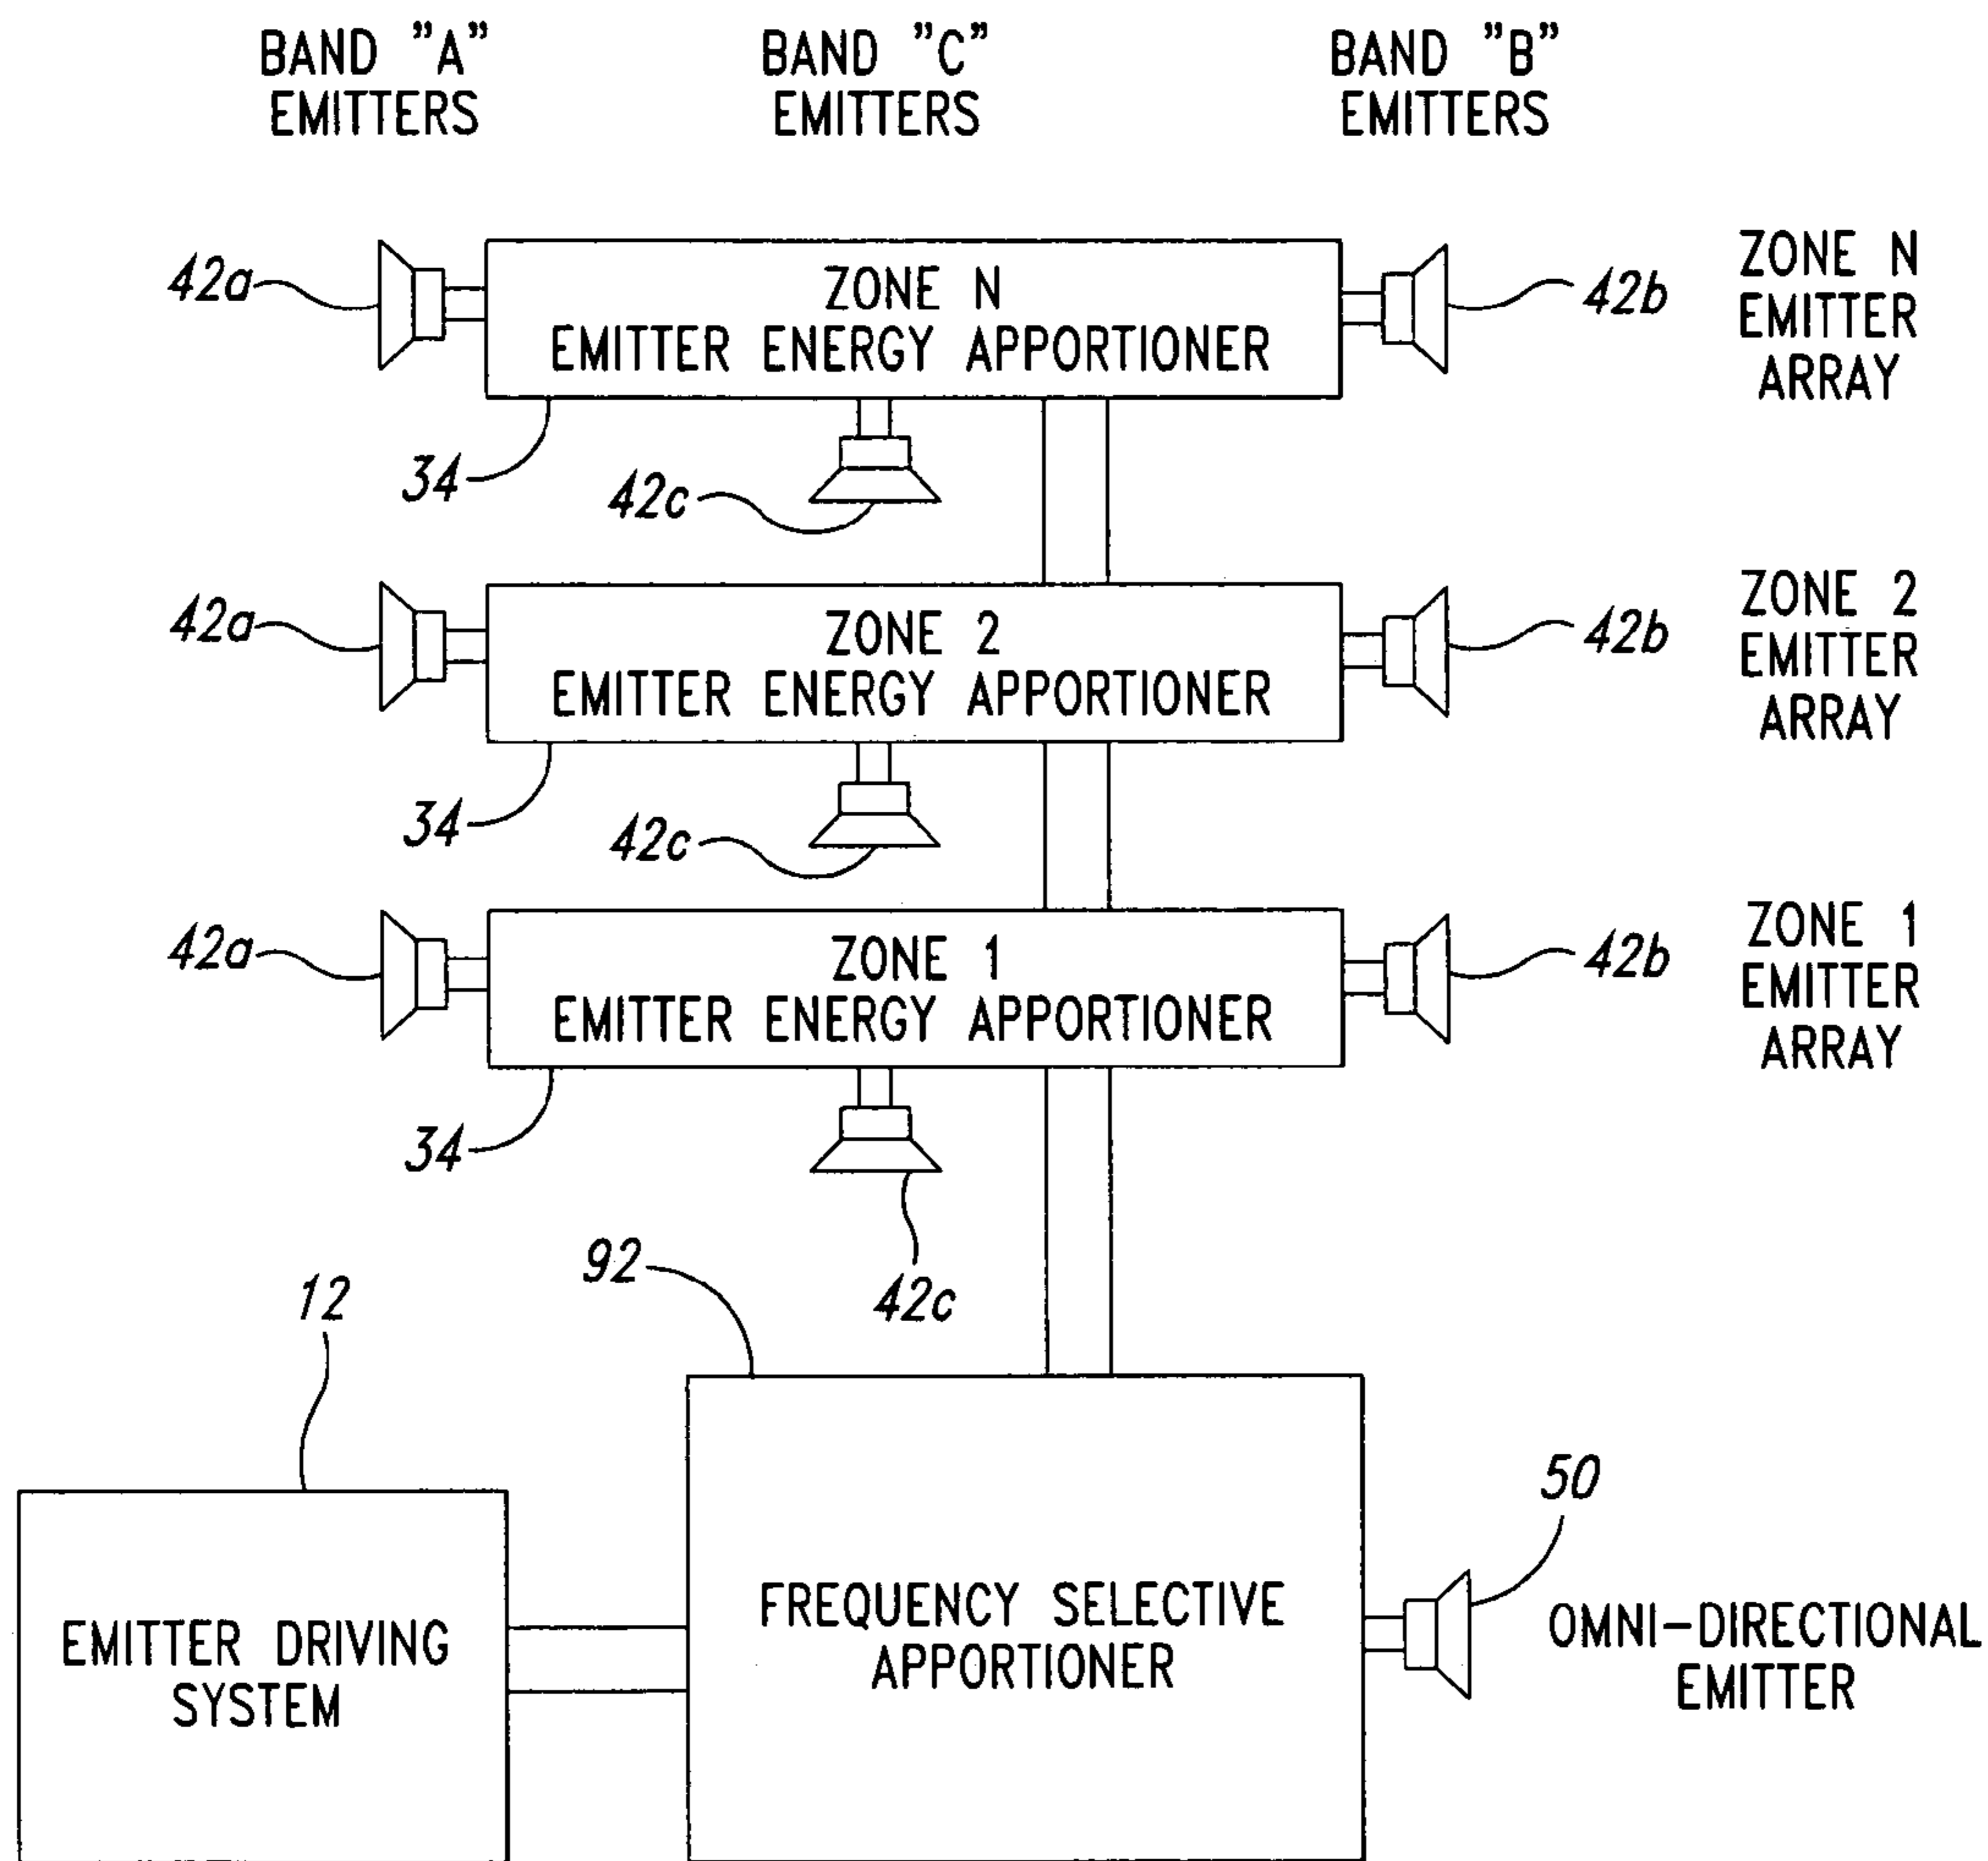 BAND "A"
EMITTERS
BAND "C"
EMITTERS
BAND "B"
EMITTERS
42a
ZONE N
EMITTER ENERGY APPORTIONER
42b
ZONE N
EMITTER
ARRAY
34
42c
42a
ZONE 2
EMITTER ENERGY APPORTIONER
42b
ZONE 2
EMITTER
ARRAY
34
42c
42a
ZONE 1
EMITTER ENERGY APPORTIONER
42b
ZONE 1
EMITTER
ARRAY
34
42c
92
12
EMITTER DRIVING
SYSTEM
FREQUENCY SELECTIVE
APPORTIONER
50
OMNI-DIRECTIONAL
EMITTER